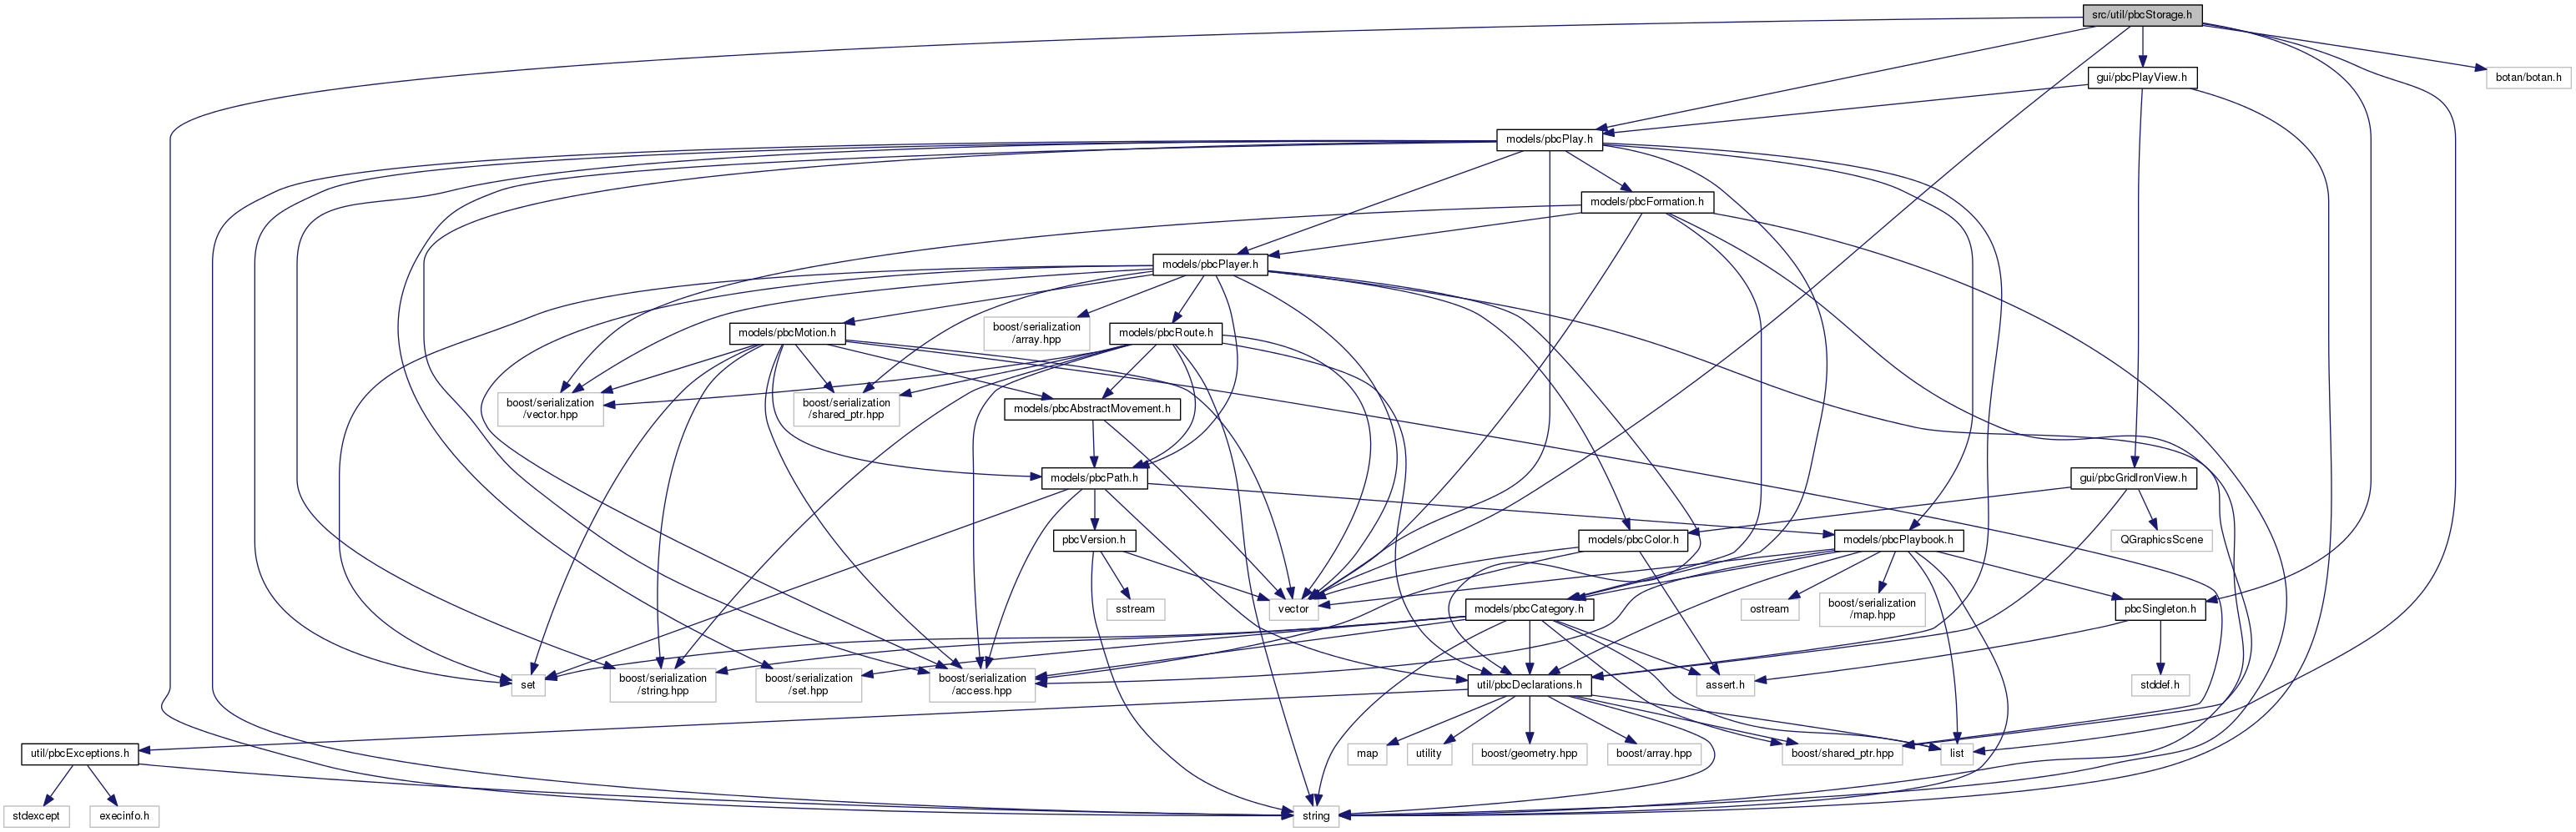 src/util/pbcStorage.h
gui/pbcPlayView.h
botan/botan.h
models/pbcPlay.h
models/pbcFormation.h
models/pbcPlayer.h
models/pbcMotion.h
boost/serialization
/array.hpp
models/pbcRoute.h
boost/serialization
/vector.hpp
boost/serialization
/shared_ptr.hpp
models/pbcAbstractMovement.h
models/pbcPath.h
gui/pbcGridIronView.h
pbcVersion.h
models/pbcColor.h
models/pbcPlaybook.h
QGraphicsScene
sstream
vector
models/pbcCategory.h
ostream
boost/serialization
/map.hpp
pbcSingleton.h
set
boost/serialization
/string.hpp
boost/serialization
/set.hpp
boost/serialization
/access.hpp
util/pbcDeclarations.h
assert.h
stddef.h
util/pbcExceptions.h
map
utility
boost/geometry.hpp
boost/array.hpp
boost/shared_ptr.hpp
list
stdexcept
execinfo.h
string